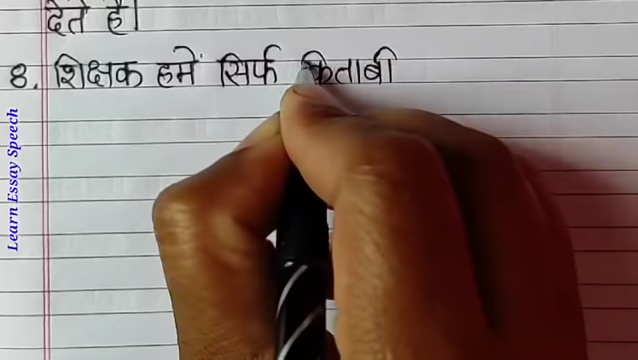 देते हैं।
8. शिक्षक हमें सिर्फ किताबी
Learn Essay Speech